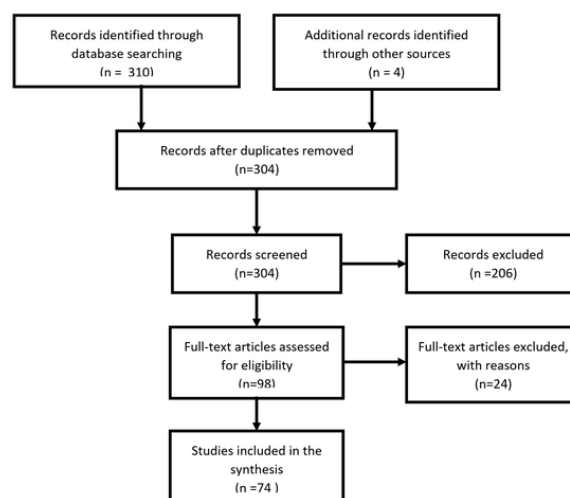 Records identified through
database searching
(n = 310)
Additional records identified
through other sources
(n = 4)
Records after duplicates removed
(n=304)
Records screened
(n=304)
Records excluded
(n =206)
Full-text articles assessed
for eligibility
(n=98)
Full-text articles excluded,
with reasons
(n=24)
Studies included in the
synthesis
(n =74 )